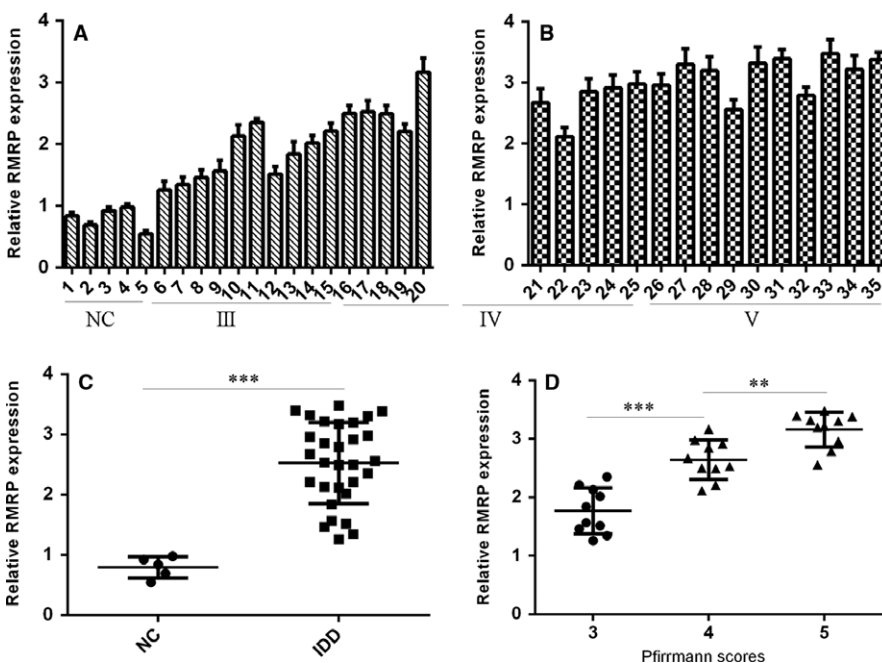 A
Relative RMRP expression
4
3
2
1
0
1 2 3 4 5 6 7 8 9 10 11 12 13 14 15 16 17 18 19 20
NC III
B
Relative RMRP expression
4
3
2
1
0
21 22 23 24 25 26 27 28 29 30 31 32 33 34 35
IV V
C
Relative RMRP expression
4
3
2
1
0
***
NC IDD
D
Relative RMRP expression
4
3
2
1
0
*** **
3 4 5
Pfirrmann scores